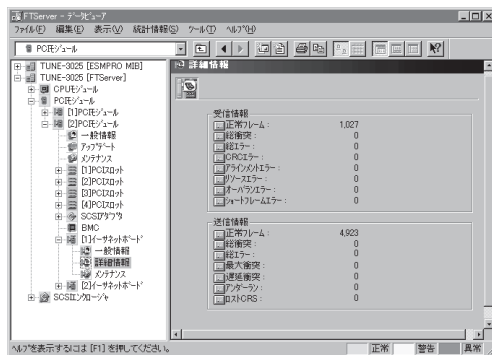 FTServer - データビューア
ファイル(F) 編集(E) 表示(V) 統計情報(S) ツール(T) ヘルプ(H)
PCIモジュール
TUNE-3025 [ESMPRO MIB]
TUNE-3025 [FTServer]
CPUモジュール
PCIモジュール
[1]PCIモジュール
[2]PCIモジュール
一般情報
アップデート
メンテナンス
[1]PCIスロット
[2]PCIスロット
[3]PCIスロット
[4]PCIスロット
SCSIアダプタ
BMC
[1]イーサネットボード
一般情報
詳細情報
メンテナンス
[2]イーサネットボード
SCSIエンクロージャ
詳細情報
受信情報
正常フレーム : 1,027
総衝突 : 0
総エラー : 0
CRCエラー : 0
アラインメントエラー : 0
リソースエラー : 0
オーバランエラー : 0
ショートフレームエラー : 0
送信情報
正常フレーム : 4,923
総衝突 : 0
総エラー : 0
最大衝突 : 0
遅延衝突 : 0
アンダーラン : 0
ロストCRS : 0
ヘルプを表示するには [F1] を押してください。
正常 警告 異常